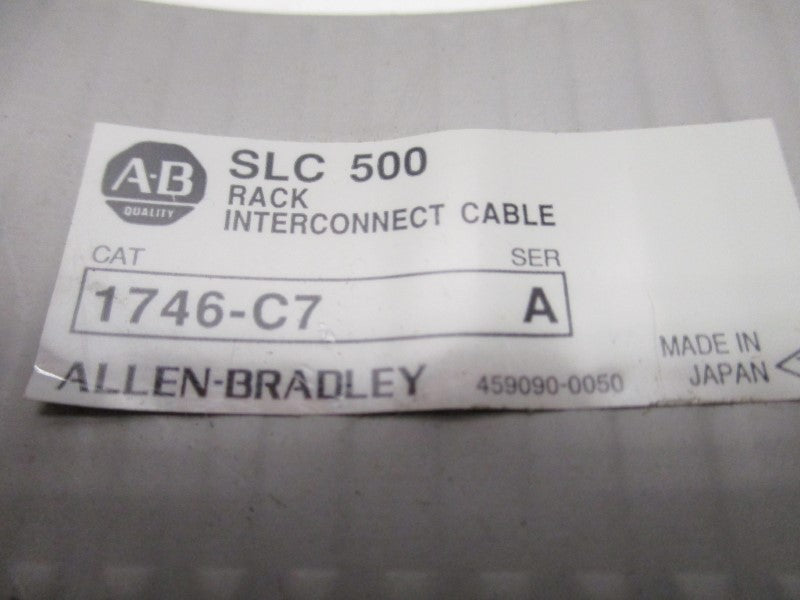 A-B
QUALITY
SLC 500
RACK
INTERCONNECT CABLE
CAT SER
1746-C7 A
ALLEN-BRADLEY 459090-0050
MADE IN
JAPAN